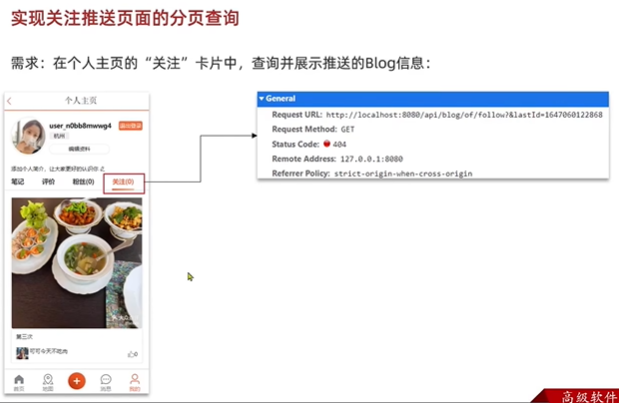 实现关注推送页面的分页查询
需求：在个人主页的“关注”卡片中，查询并展示推送的Blog信息：
个人主页
user_n0bb8mwwg4
退出登录
杭州
编辑资料
添加个人简介，让大家更好的认识你
笔记 评价 粉丝(0) 关注(0)
第三次
可可今天不吃肉
首页 地图 消息 我的
General
Request URL: http://localhost:8080/api/blog/of/follow?&lastId=1647060122868
Request Method: GET
Status Code: 404
Remote Address: 127.0.0.1:8080
Referrer Policy: strict-origin-when-cross-origin
高级软件